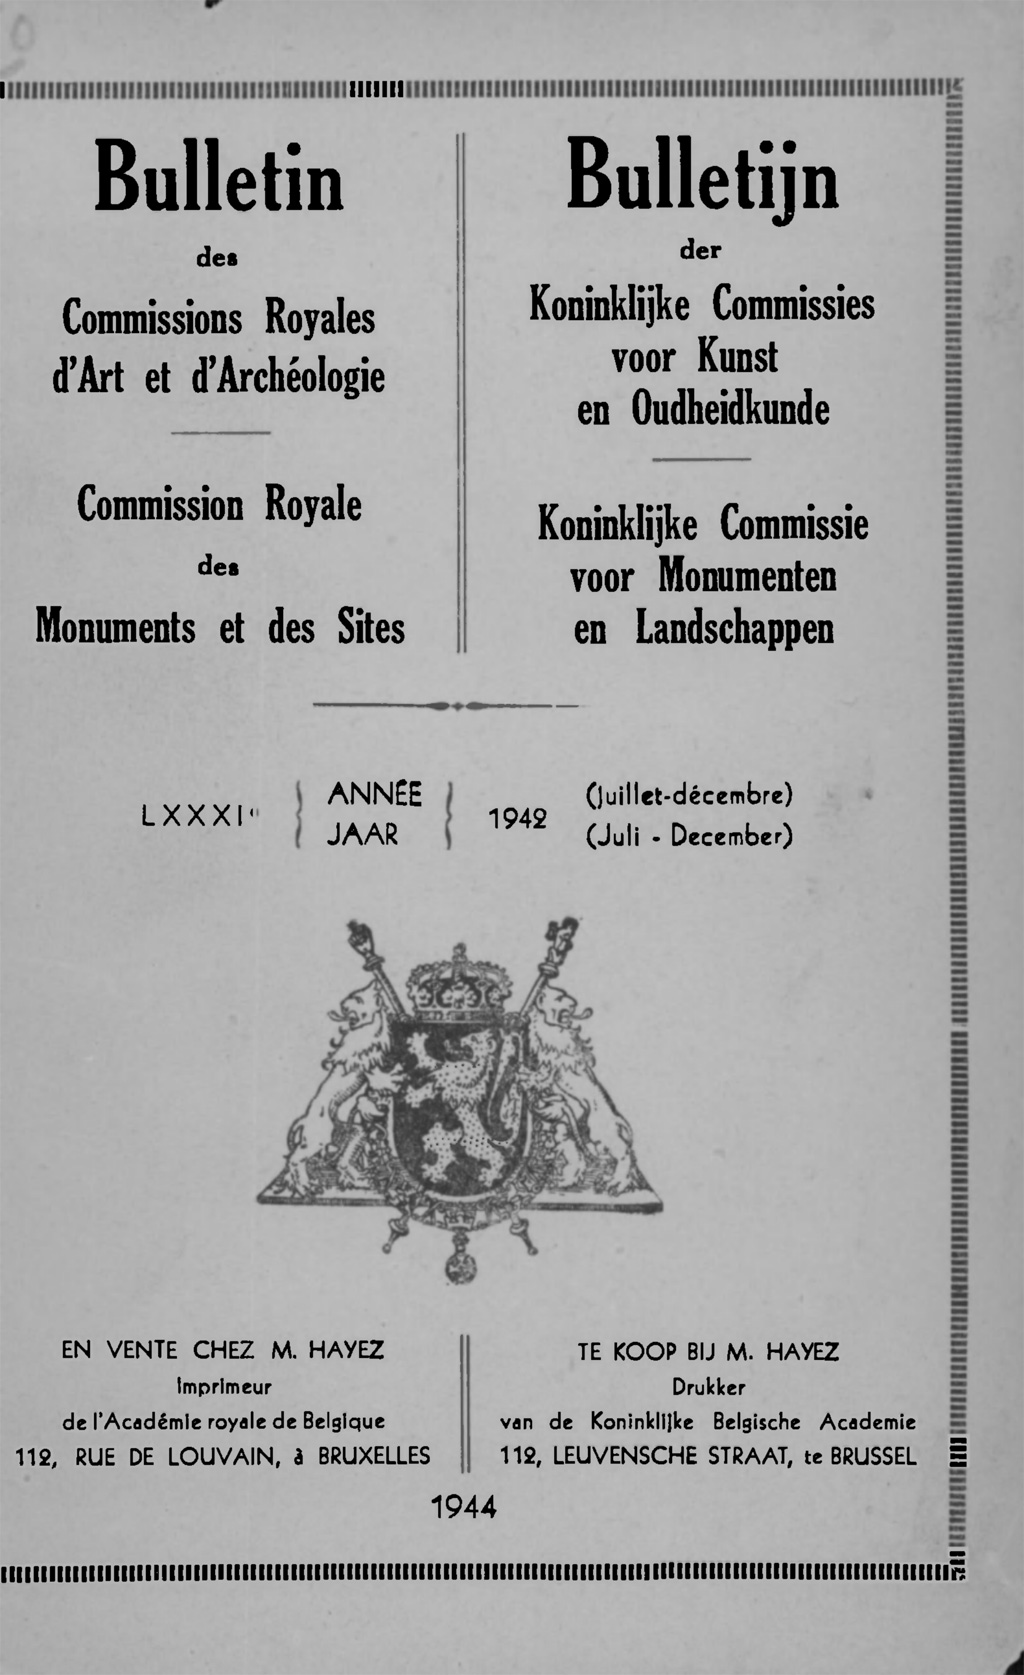 Bulletin
des
Commissions Royales
d'Art et d'Archéologie
Commission Royale
des
Monuments et des Sites
Bulletijn
der
Koninklijke Commissies
voor Kunst
en Oudheidkunde
Koninklijke Commissie
voor Monumenten
en Landschappen
LXXXIe { ANNÉE } 1942 (Juillet-décembre)
{ JAAR } (Juli - December)
EN VENTE CHEZ M. HAYEZ
Imprimeur
de l'Académie royale de Belgique
112, RUE DE LOUVAIN, à BRUXELLES
TE KOOP BIJ M. HAYEZ
Drukker
van de Koninklijke Belgische Academie
112, LEUVENSCHE STRAAT, te BRUSSEL
1944